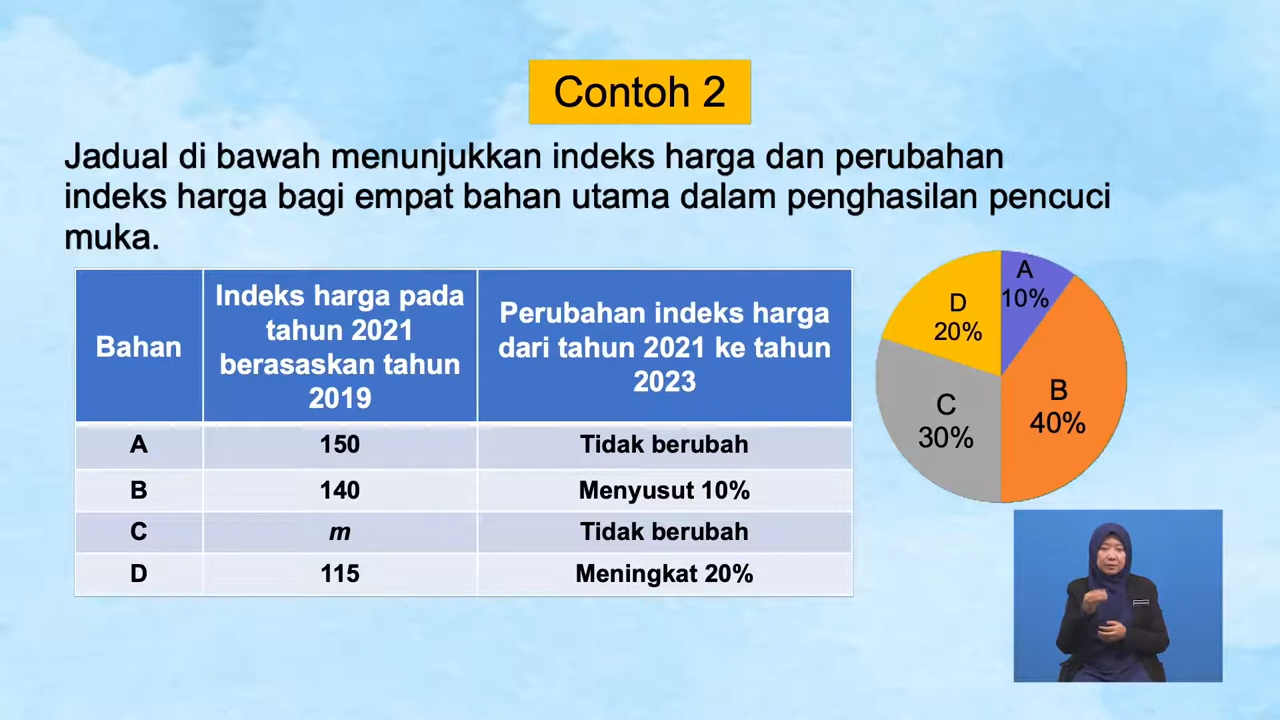 Contoh 2
Jadual di bawah menunjukkan indeks harga dan perubahan
indeks harga bagi empat bahan utama dalam penghasilan pencuci
muka.
Bahan
Indeks harga pada
tahun 2021
berasaskan tahun
2019
Perubahan indeks harga
dari tahun 2021 ke tahun
2023
A 150 Tidak berubah
B 140 Menyusut 10%
C m Tidak berubah
D 115 Meningkat 20%
A
10%
D
20%
B
40%
C
30%